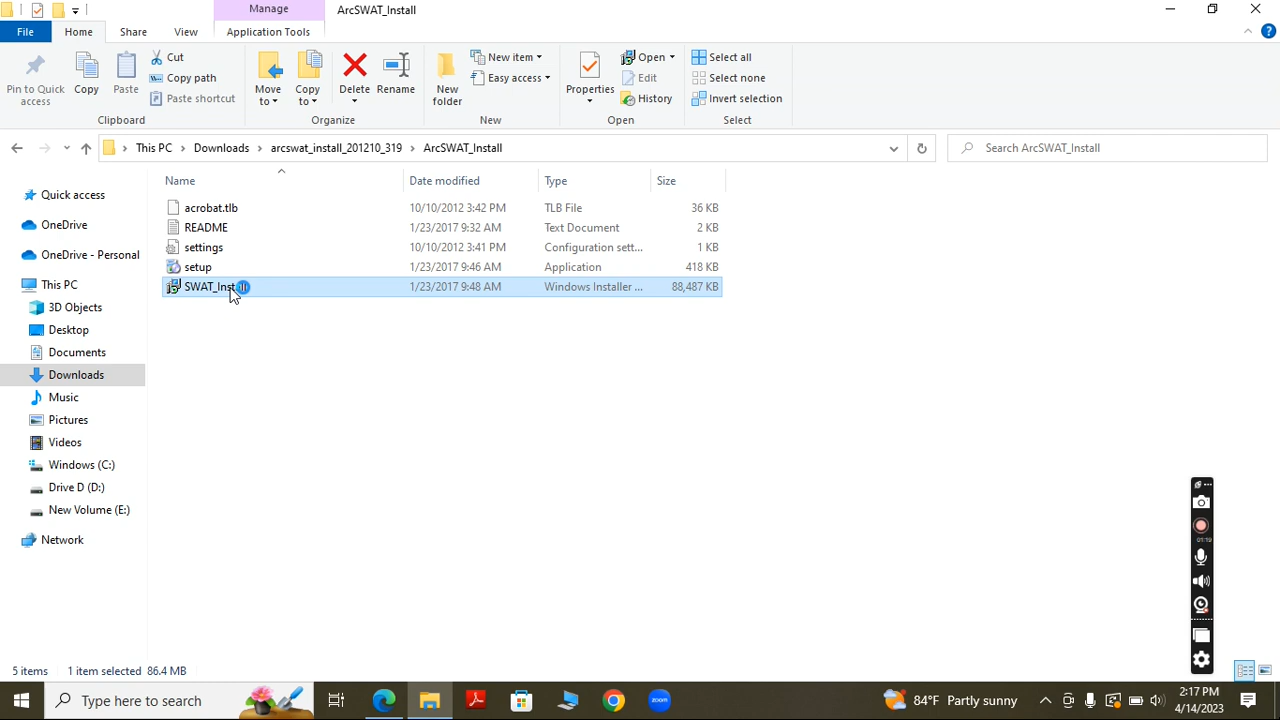 Manage
ArcSWAT_Install
File
Home
Share
View
Application Tools
Pin to Quick access
Copy
Paste
Cut
Copy path
Paste shortcut
Clipboard
Move to
Copy to
Delete
Rename
Organize
New folder
New item
Easy access
New
Properties
Open
Edit
History
Open
Select all
Select none
Invert selection
Select
This PC
Downloads
arcswat_install_201210_319
ArcSWAT_Install
Search ArcSWAT_Install
Name
Date modified
Type
Size
acrobat.tlb 10/10/2012 3:42 PM TLB File 36 KB
README 1/23/2017 9:32 AM Text Document 2 KB
settings 10/10/2012 3:41 PM Configuration sett... 1 KB
setup 1/23/2017 9:46 AM Application 418 KB
SWAT_Install 1/23/2017 9:48 AM Windows Installer ... 88,487 KB
Quick access
OneDrive
OneDrive - Personal
This PC
3D Objects
Desktop
Documents
Downloads
Music
Pictures
Videos
Windows (C:)
Drive D (D:)
New Volume (E:)
Network
01:19
5 items
1 item selected 86.4 MB
Type here to search
zoom
84°F Partly sunny
2:17 PM
4/14/2023